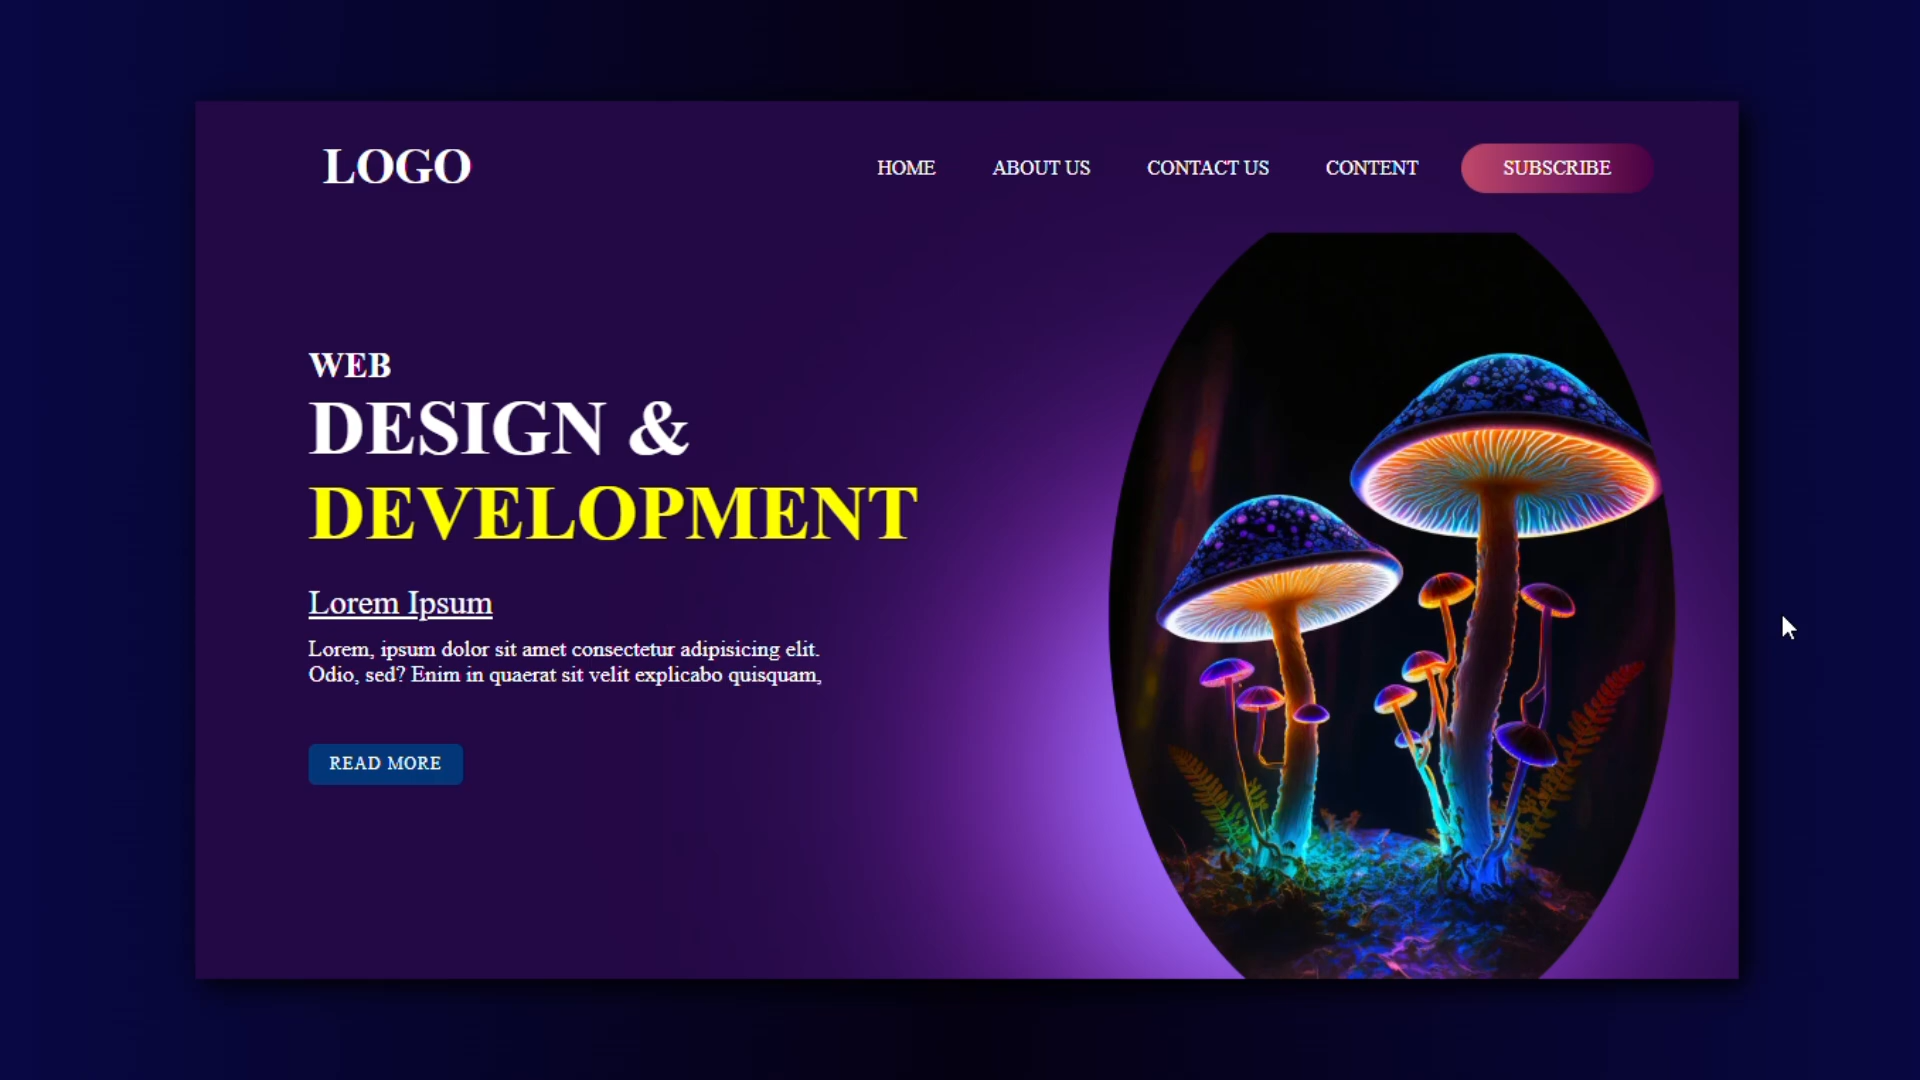 LOGO
HOME ABOUT US CONTACT US CONTENT SUBSCRIBE
WEB
DESIGN &
DEVELOPMENT
Lorem Ipsum
Lorem, ipsum dolor sit amet consectetur adipisicing elit.
Odio, sed? Enim in quaerat sit velit explicabo quisquam,
READ MORE